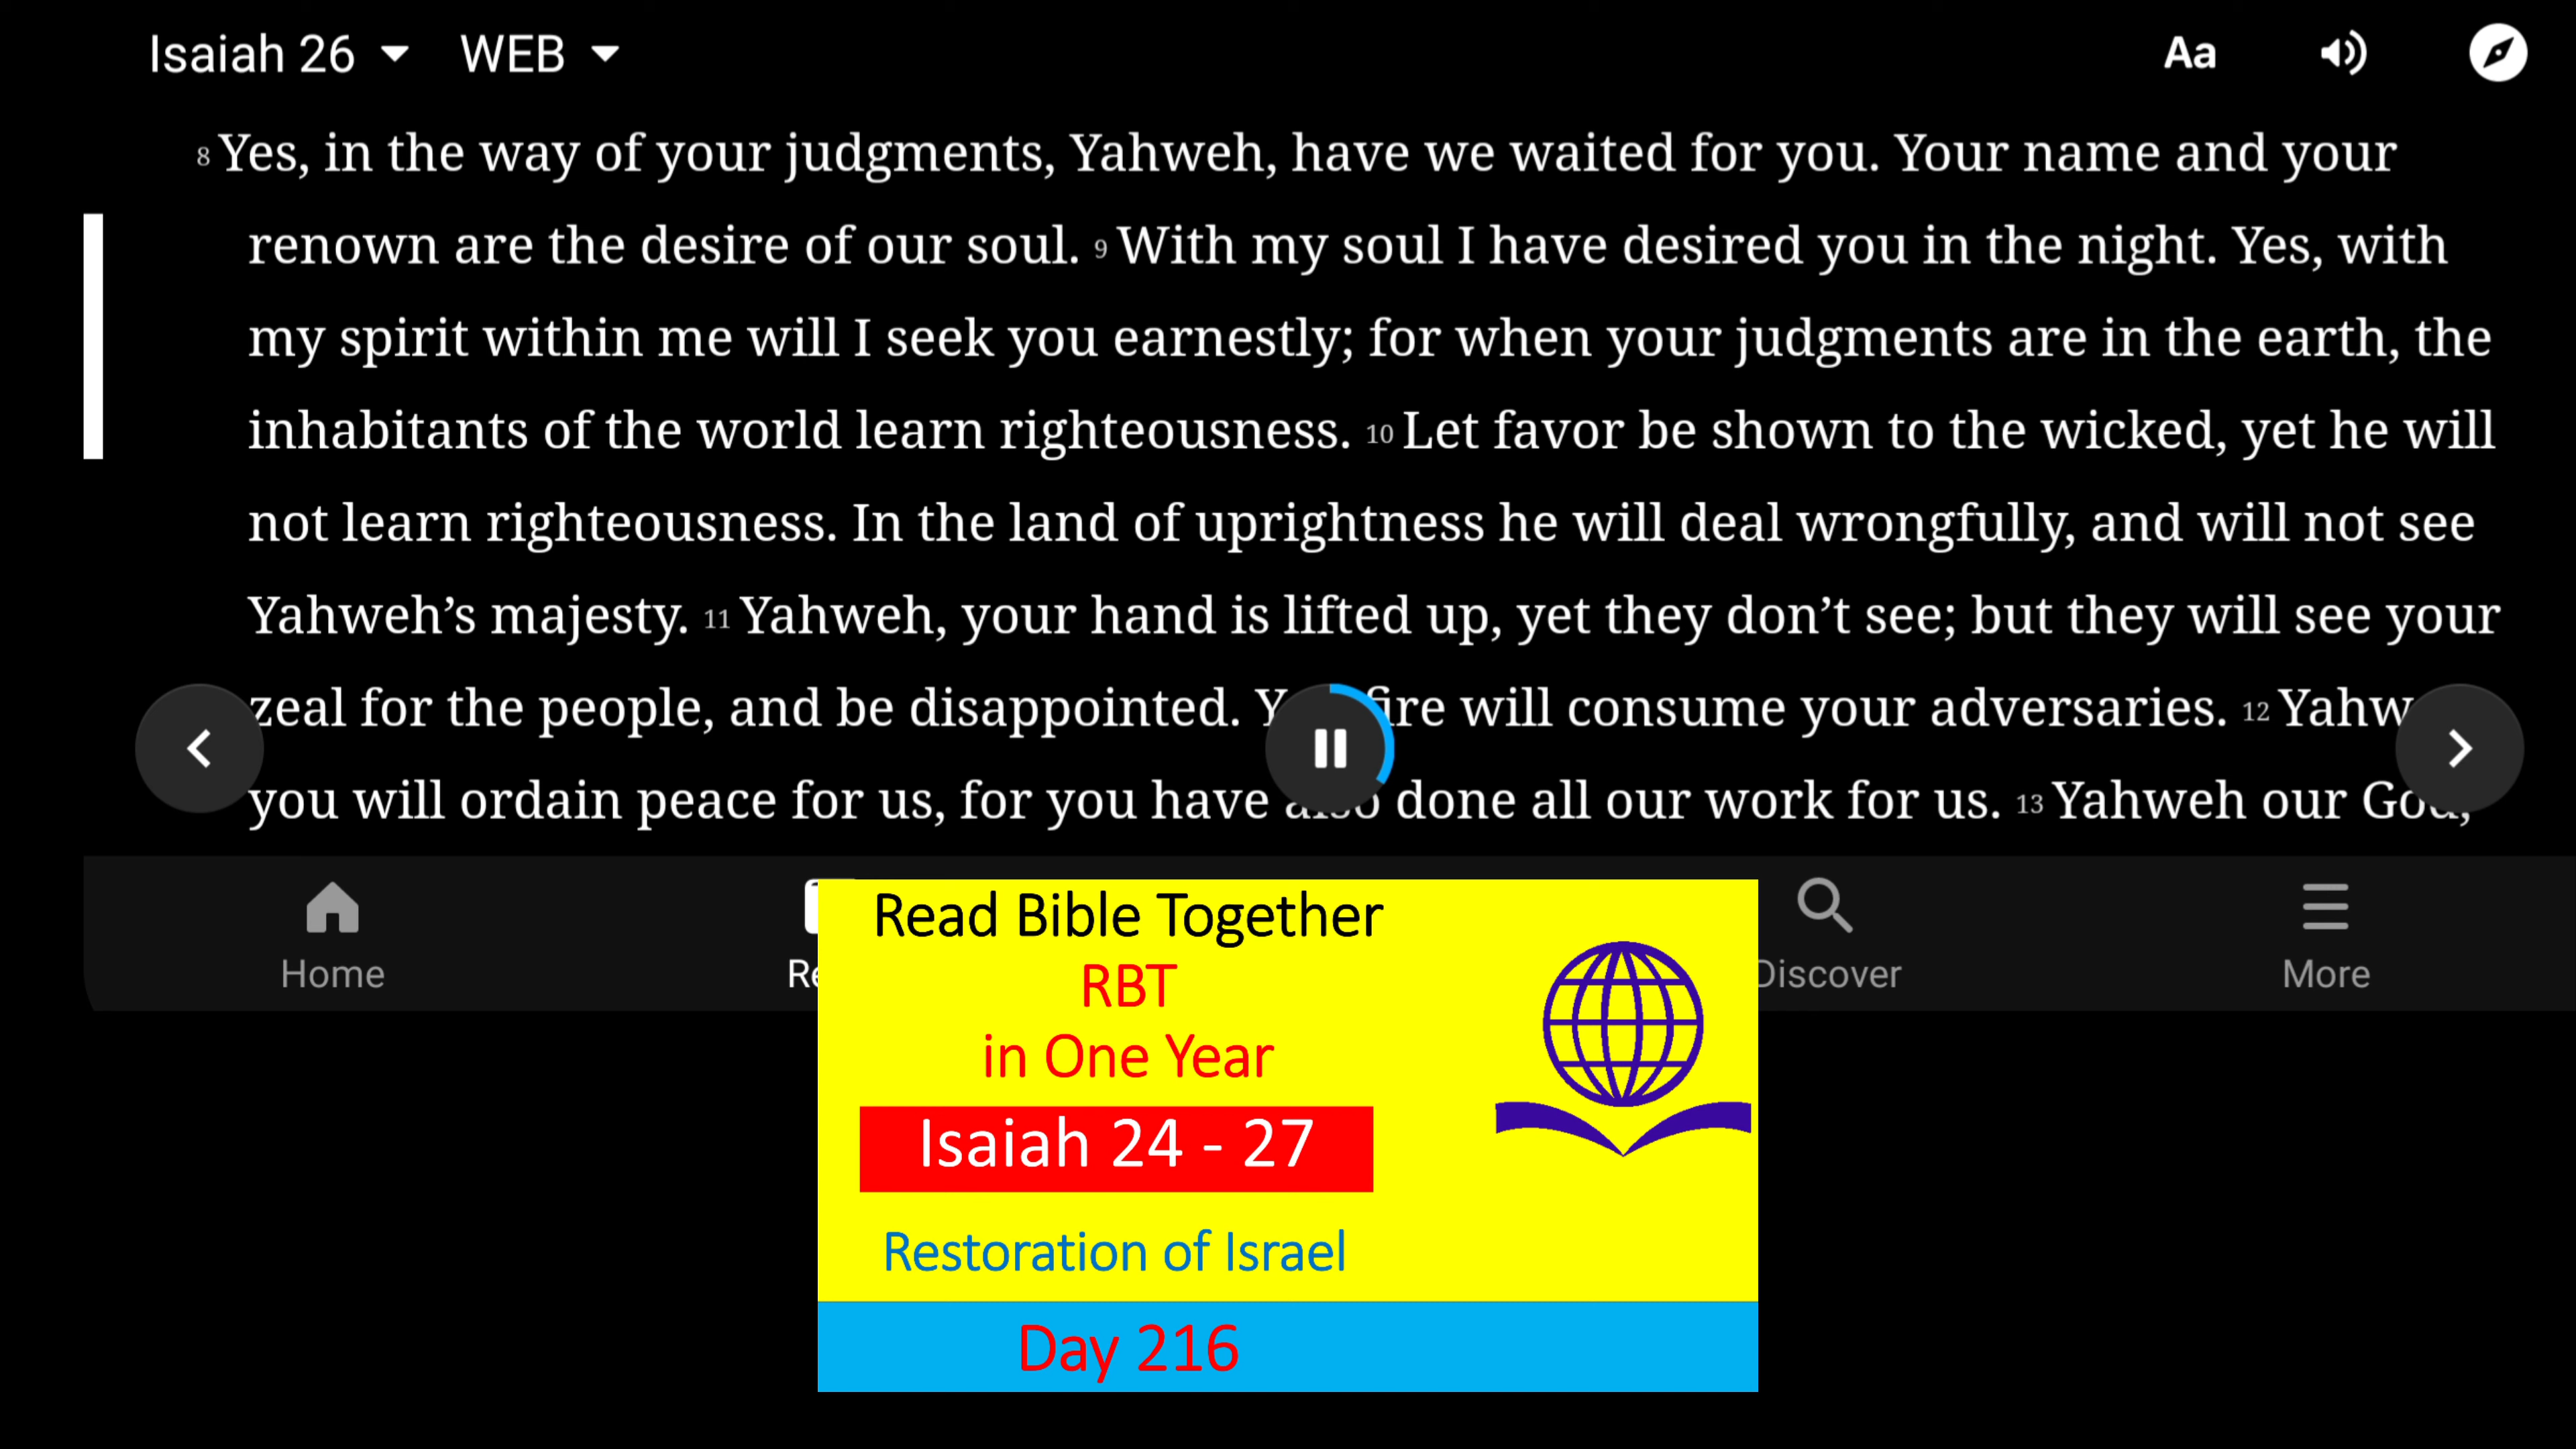 Isaiah 26 WEB Aa
8 Yes, in the way of your judgments, Yahweh, have we waited for you. Your name and your
renown are the desire of our soul. 9 With my soul I have desired you in the night. Yes, with
my spirit within me will I seek you earnestly; for when your judgments are in the earth, the
inhabitants of the world learn righteousness. 10 Let favor be shown to the wicked, yet he will
not learn righteousness. In the land of uprightness he will deal wrongfully, and will not see
Yahweh’s majesty. 11 Yahweh, your hand is lifted up, yet they don’t see; but they will see your
zeal for the people, and be disappointed. fire will consume your adversaries. 12
you will ordain peace for us, for you have also done all our work for us. 13 Yahweh our God,
Home Discover More
Read Bible Together
RBT
in One Year
Isaiah 24 - 27
Restoration of Israel
Day 216